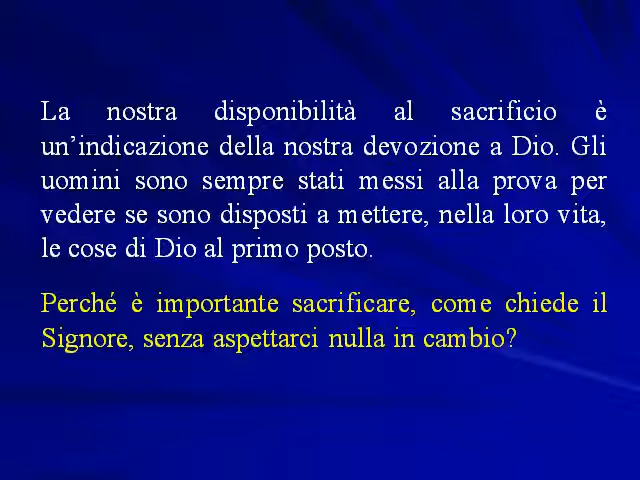 La nostra disponibilità al sacrificio è
un’indicazione della nostra devozione a Dio. Gli
uomini sono sempre stati messi alla prova per
vedere se sono disposti a mettere, nella loro vita,
le cose di Dio al primo posto.
Perché è importante sacrificare, come chiede il
Signore, senza aspettarci nulla in cambio?